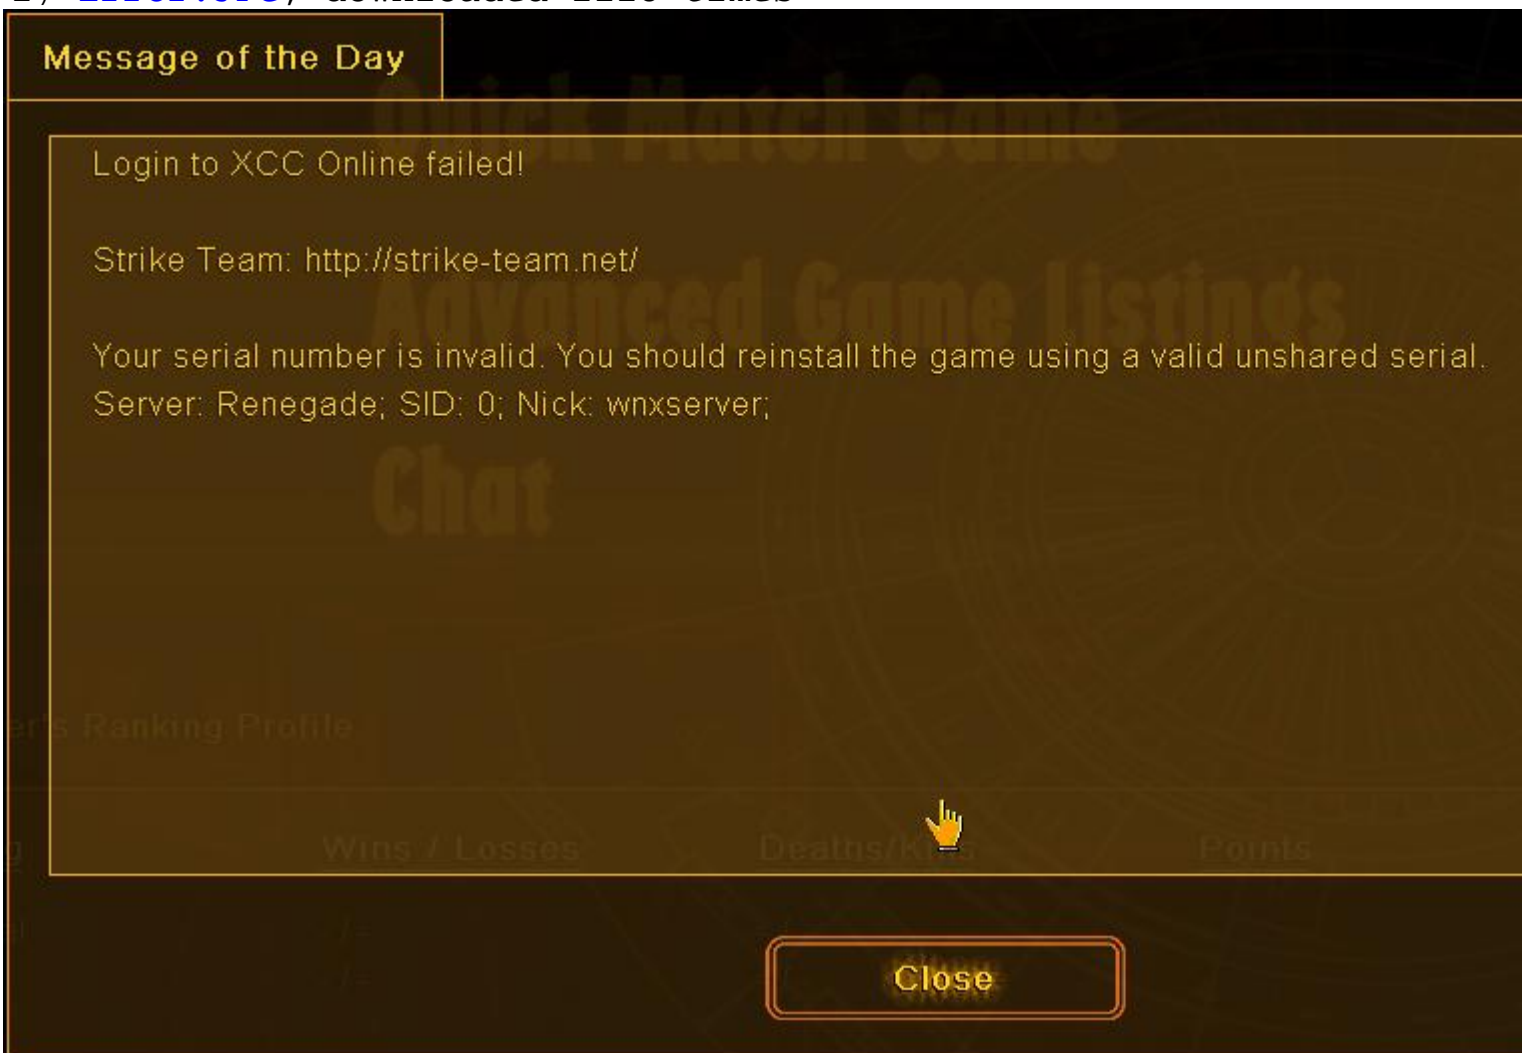 Message of the Day
Quick Match Game
Login to XCC Online failed!
Strike Team: http://strike-team.net/
Advanced Game Listings
Your serial number is invalid. You should reinstall the game using a valid unshared serial.
Server: Renegade; SID: 0; Nick: wnxserver;
Chat
Ranking Profile
Wins / Losses
Points
Close